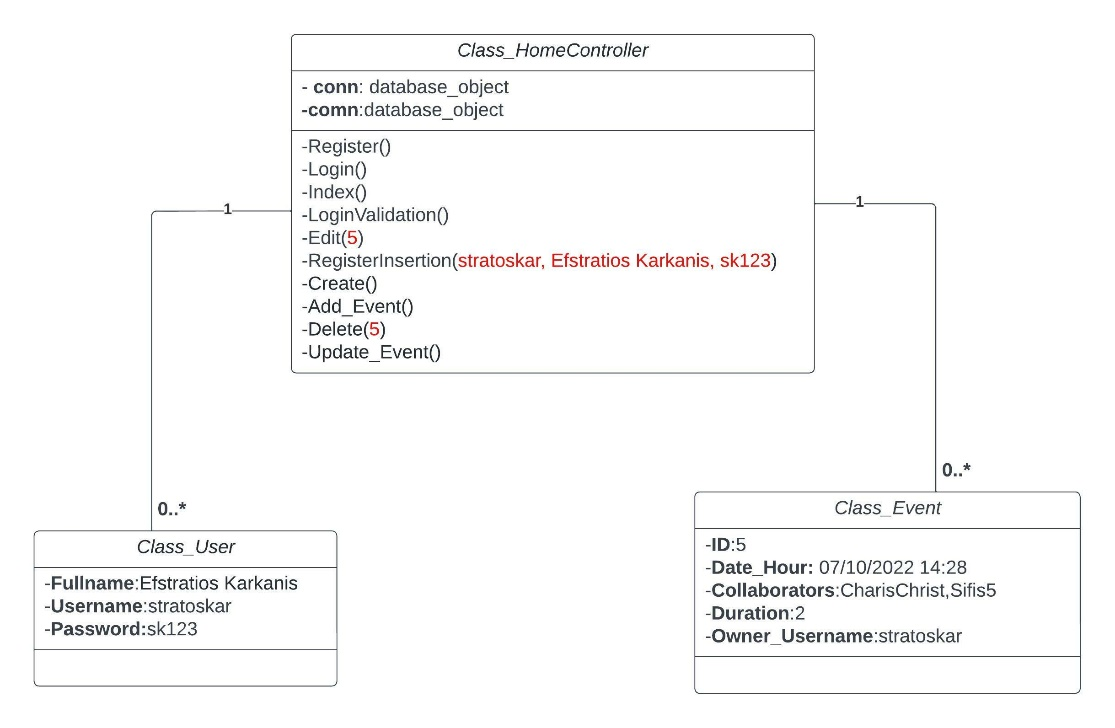 Class_HomeController
- conn: database_object
-comn:database_object
-Register()
-Login()
-Index()
-LoginValidation()
-Edit(5)
-RegisterInsertion(stratoskar, Efstratios Karkanis, sk123)
-Create()
-Add_Event()
-Delete(5)
-Update_Event()
1
1
0..*
0..*
Class_User
-Fullname:Efstratios Karkanis
-Username:stratoskar
-Password:sk123
Class_Event
-ID:5
-Date_Hour: 07/10/2022 14:28
-Collaborators:CharisChrist,Sifis5
-Duration:2
-Owner_Username:stratoskar